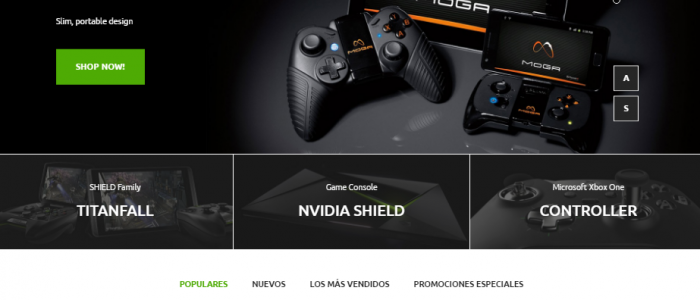 MOGA
MOGA
Slim, portable design
SHOP NOW!
MOGA
A
S
SHIELD Family
TITANFALL
Game Console
NVIDIA SHIELD
Microsoft Xbox One
CONTROLLER
POPULARES NUEVOS LOS MÁS VENDIDOS PROMOCIONES ESPECIALES